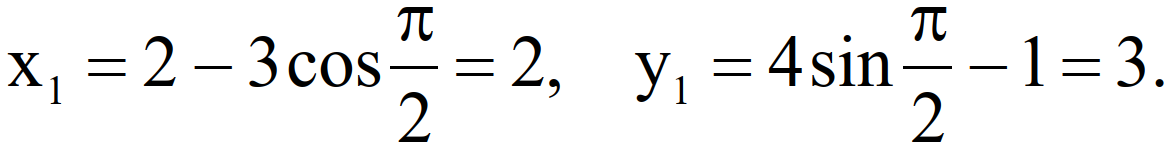 x₁ = 2 − 3cos π/2 = 2, y₁ = 4sin π/2 − 1 = 3.